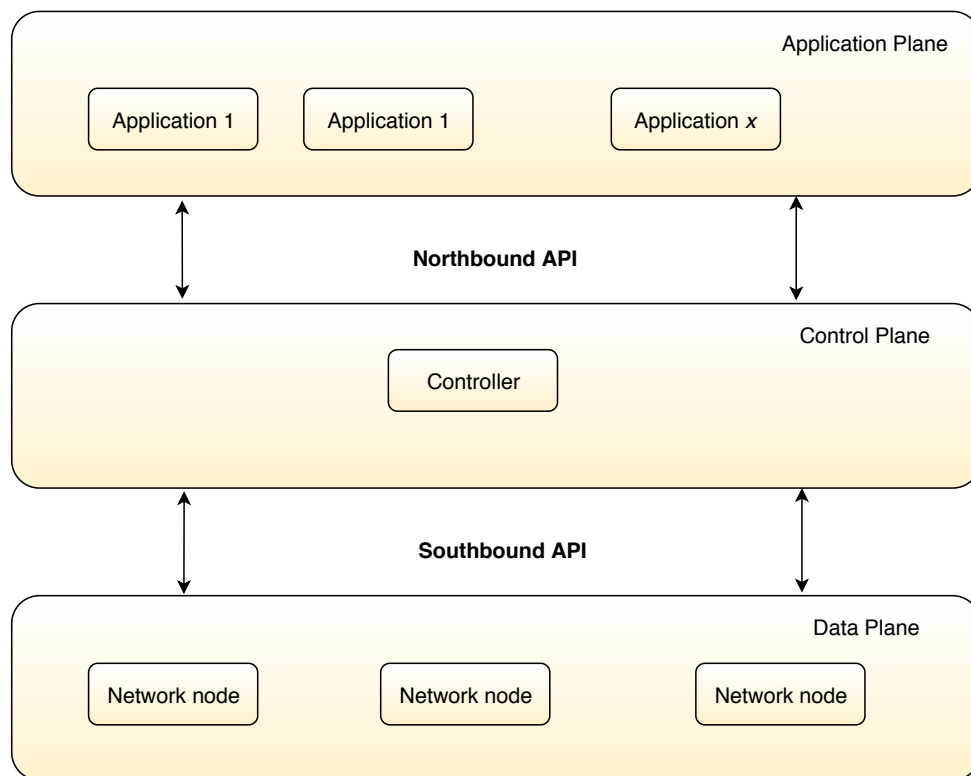 Application Plane
Application 1
Application 1
Application x
Northbound API
Control Plane
Controller
Southbound API
Data Plane
Network node
Network node
Network node